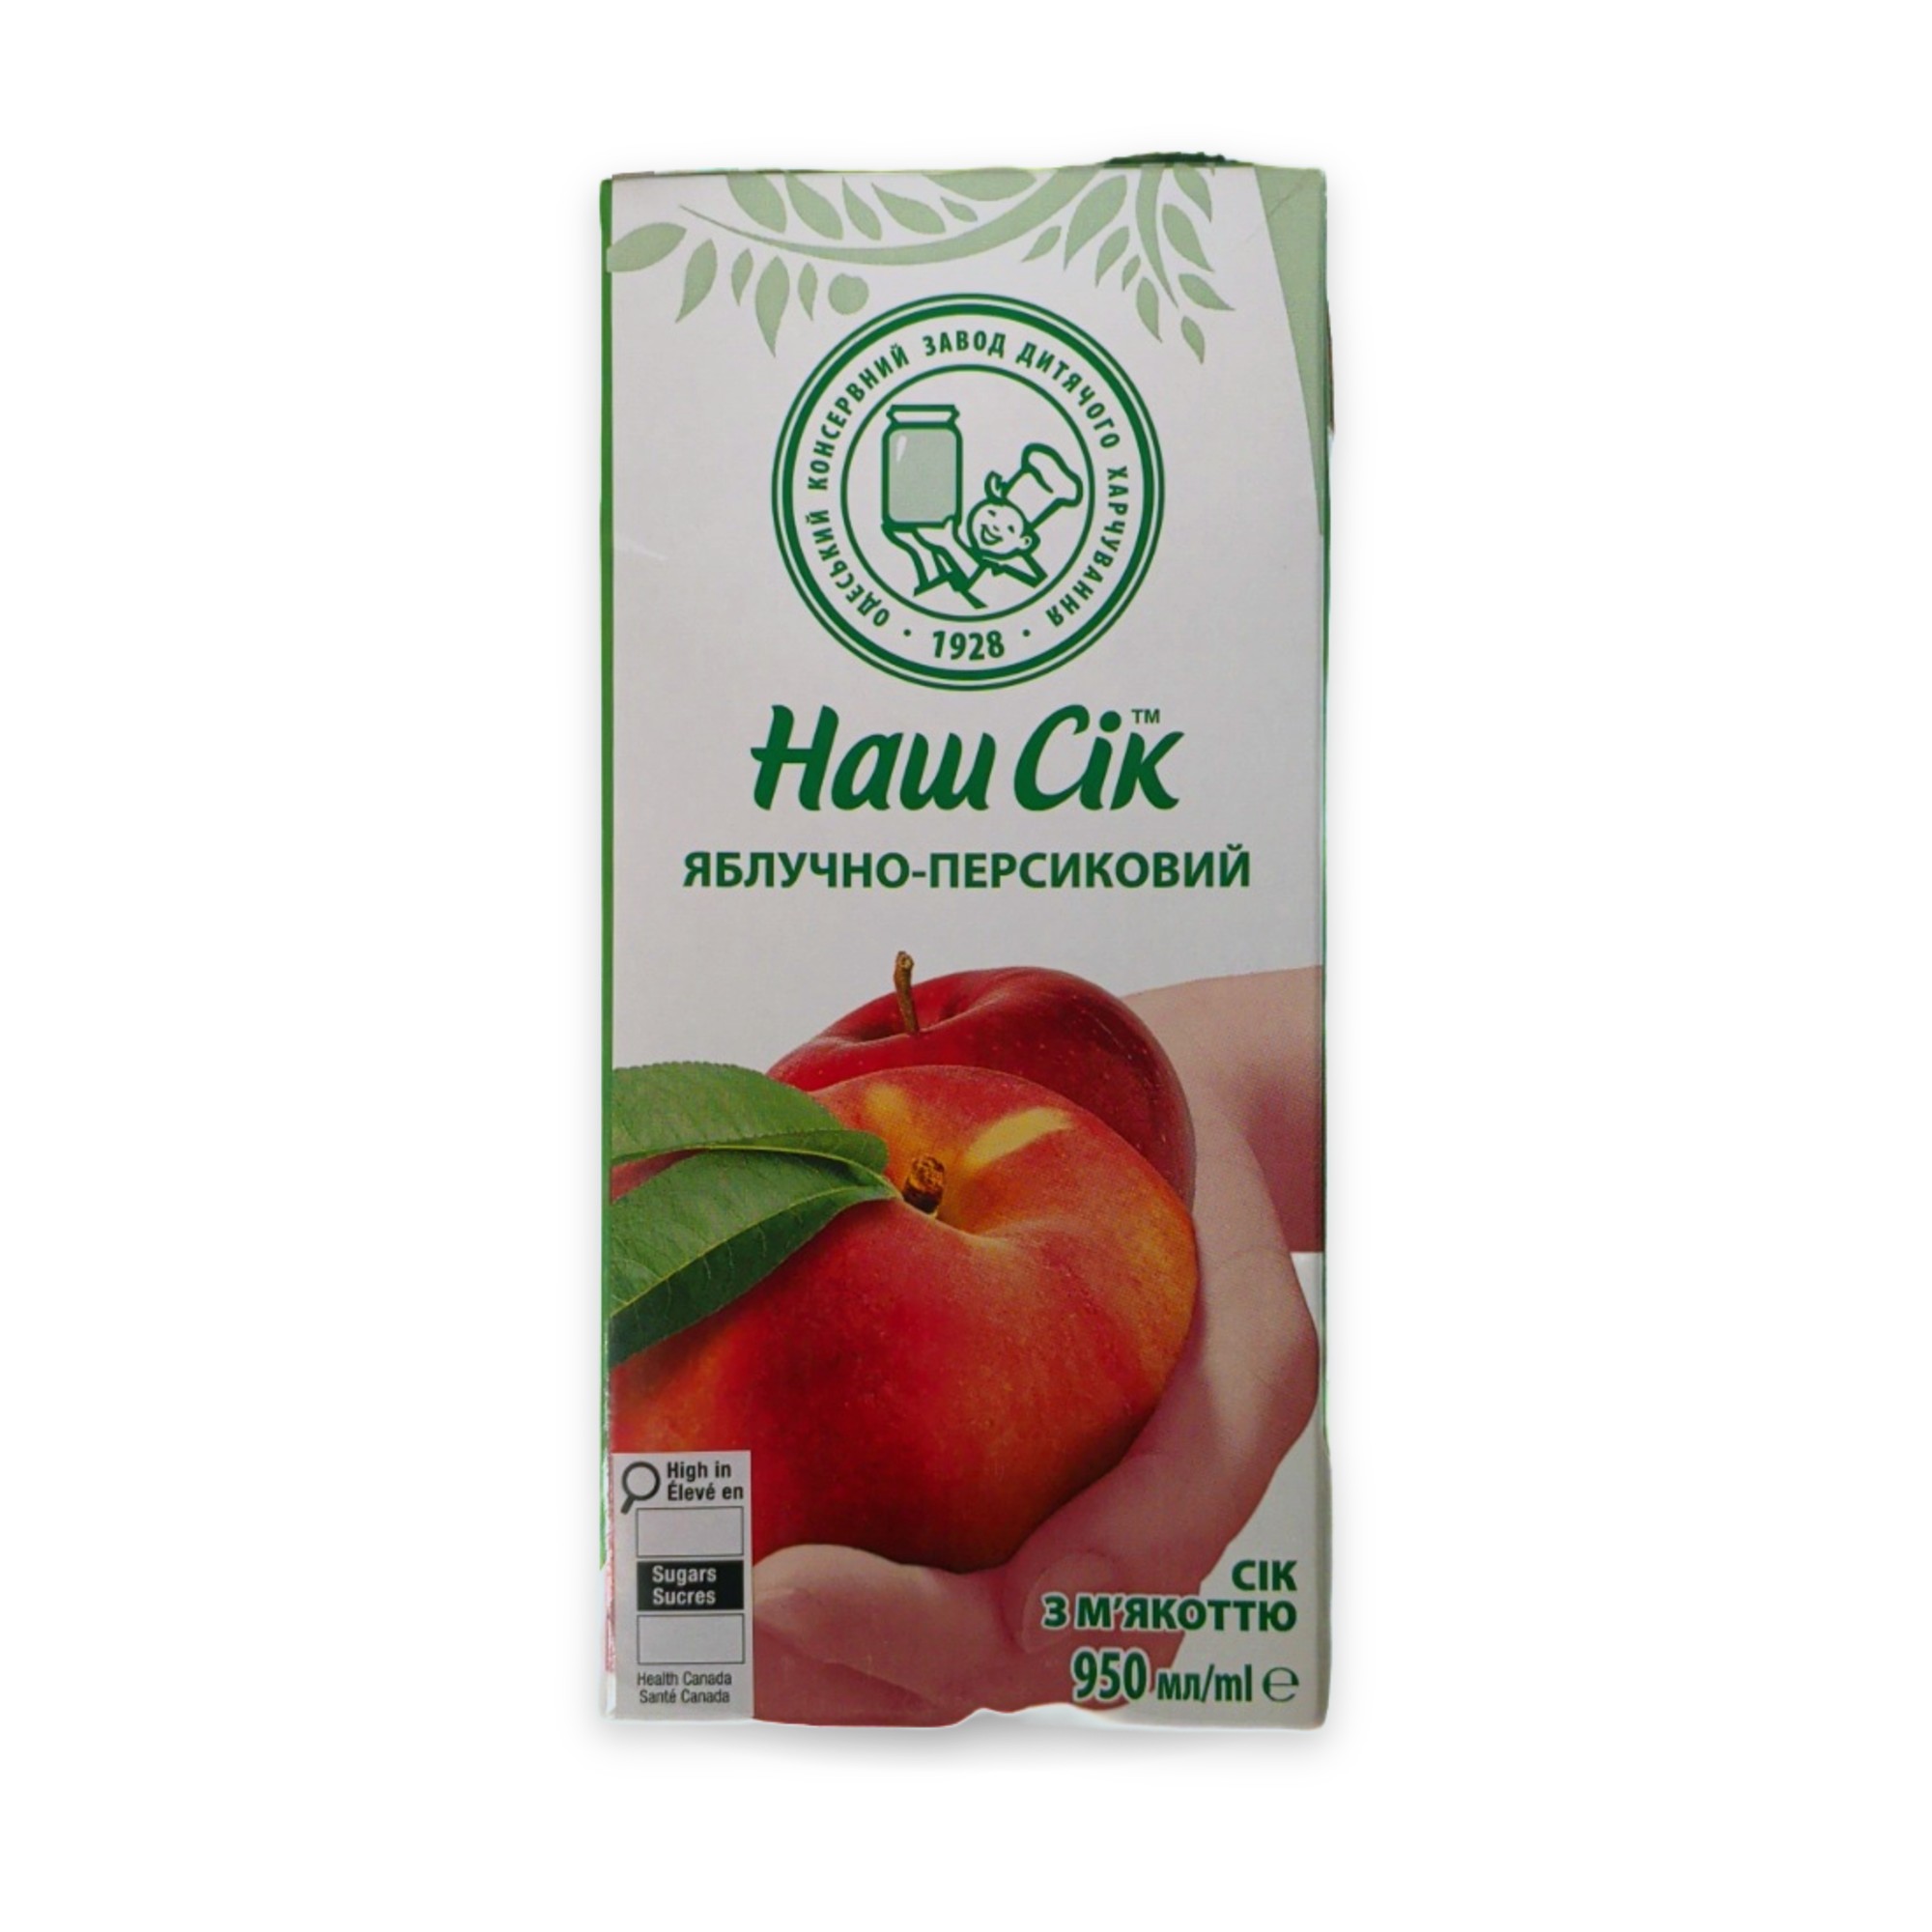 ОДЕСЬКИЙ КОНСЕРВНИЙ ЗАВОД ДИТЯЧОГО ХАРЧУВАННЯ
• 1928 •
Наш Сік™
ЯБЛУЧНО-ПЕРСИКОВИЙ
High in
Élevé en
Sugars
Sucres
Health Canada
Santé Canada
СІК
З М'ЯКОТТЮ
950 мл/ml ℮